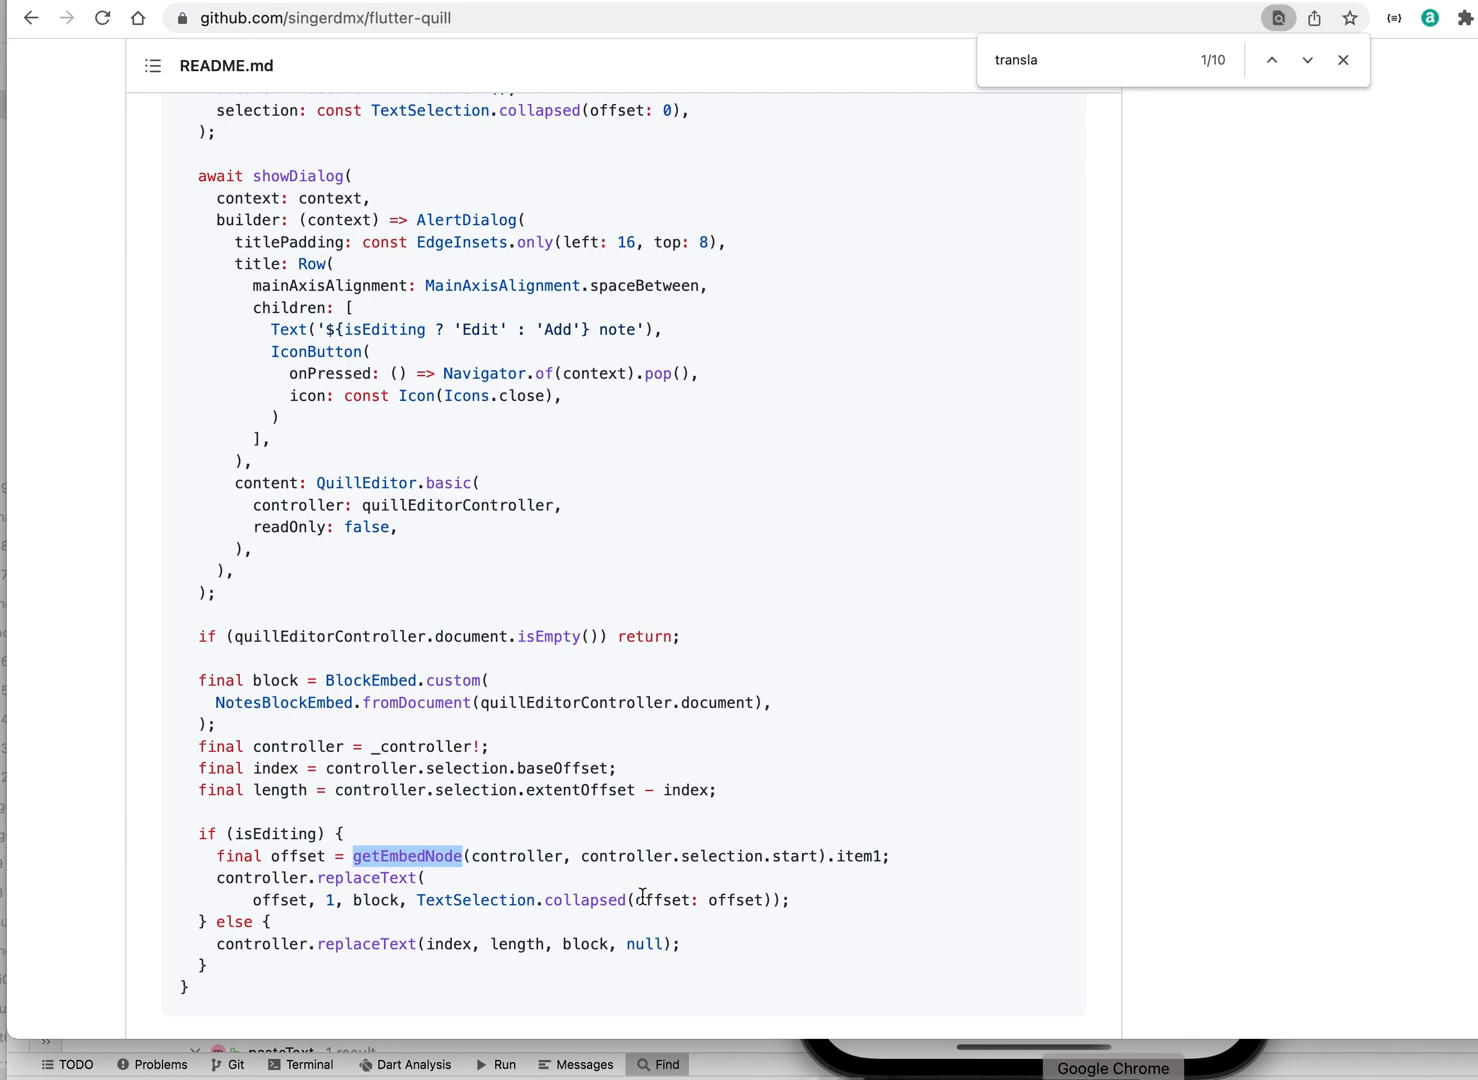 github.com/singerdmx/flutter-quill
transla 1/10
README.md
selection: const TextSelection.collapsed(offset: 0),
);
await showDialog(
context: context,
builder: (context) => AlertDialog(
titlePadding: const EdgeInsets.only(left: 16, top: 8),
title: Row(
mainAxisAlignment: MainAxisAlignment.spaceBetween,
children: [
Text('${isEditing ? 'Edit' : 'Add'} note'),
IconButton(
onPressed: () => Navigator.of(context).pop(),
icon: const Icon(Icons.close),
)
],
),
content: QuillEditor.basic(
controller: quillEditorController,
readOnly: false,
),
),
);
if (quillEditorController.document.isEmpty()) return;
final block = BlockEmbed.custom(
NotesBlockEmbed.fromDocument(quillEditorController.document),
);
final controller = _controller!;
final index = controller.selection.baseOffset;
final length = controller.selection.extentOffset - index;
if (isEditing) {
final offset = getEmbedNode(controller, controller.selection.start).item1;
controller.replaceText(
offset, 1, block, TextSelection.collapsed(offset: offset));
} else {
controller.replaceText(index, length, block, null);
}
}
TODO Problems Git Terminal Dart Analysis Run Messages Find
Google Chrome